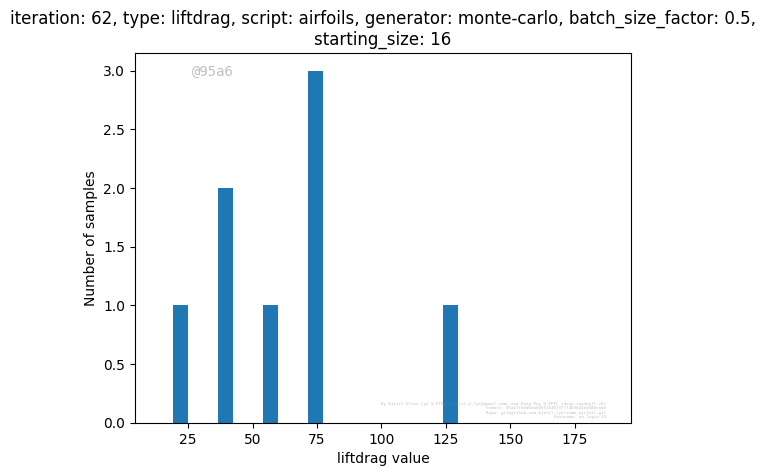 iteration: 62, type: liftdrag, script: airfoils, generator: monte-carlo, batch_size_factor: 0.5,
starting_size: 16
@95a6
3.0
2.5
2.0
1.5
1.0
0.5
0.0
Number of samples
25 50 75 100 125 150 175
liftdrag value